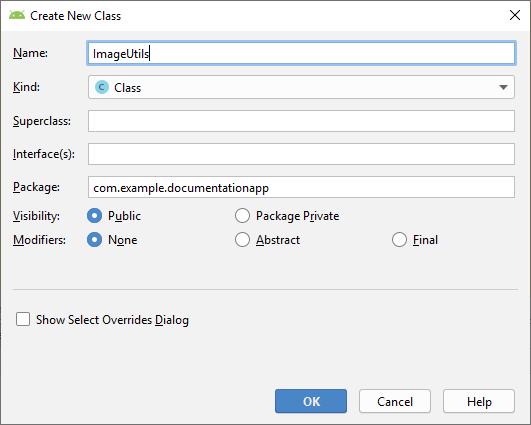 Create New Class
Name: ImageUtils
Kind: C Class
Superclass:
Interface(s):
Package: com.example.documentationapp
Visibility: Public Package Private
Modifiers: None Abstract Final
Show Select Overrides Dialog
OK Cancel Help